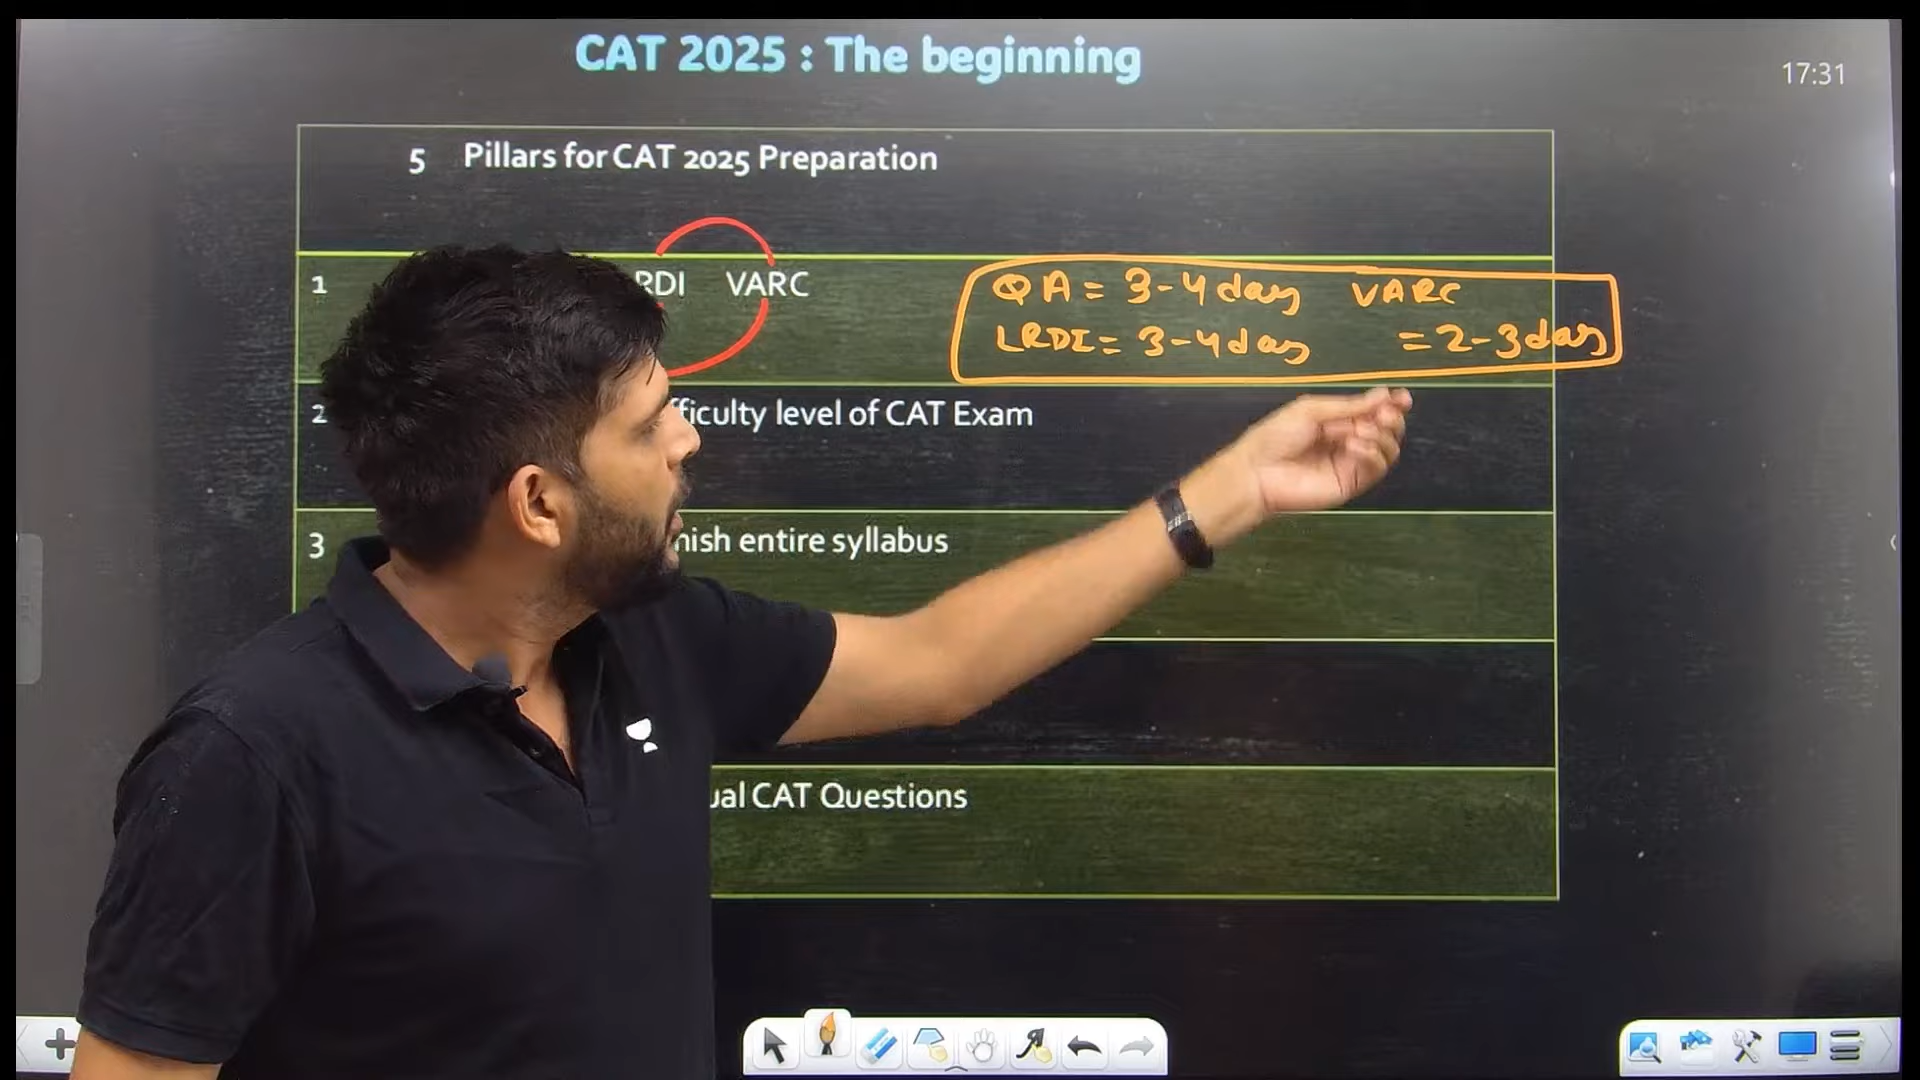 CAT 2025 : The beginning
17:31
5 Pillars for CAT 2025 Preparation
1 RDI VARC
QA = 3-4 days VARC
LRDI = 3-4 days = 2-3 days
2 fficulty level of CAT Exam
3 nish entire syllabus
ual CAT Questions